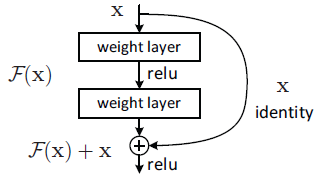 x
weight layer
F(x)
relu
x
weight layer
identity
F(x) + x
relu